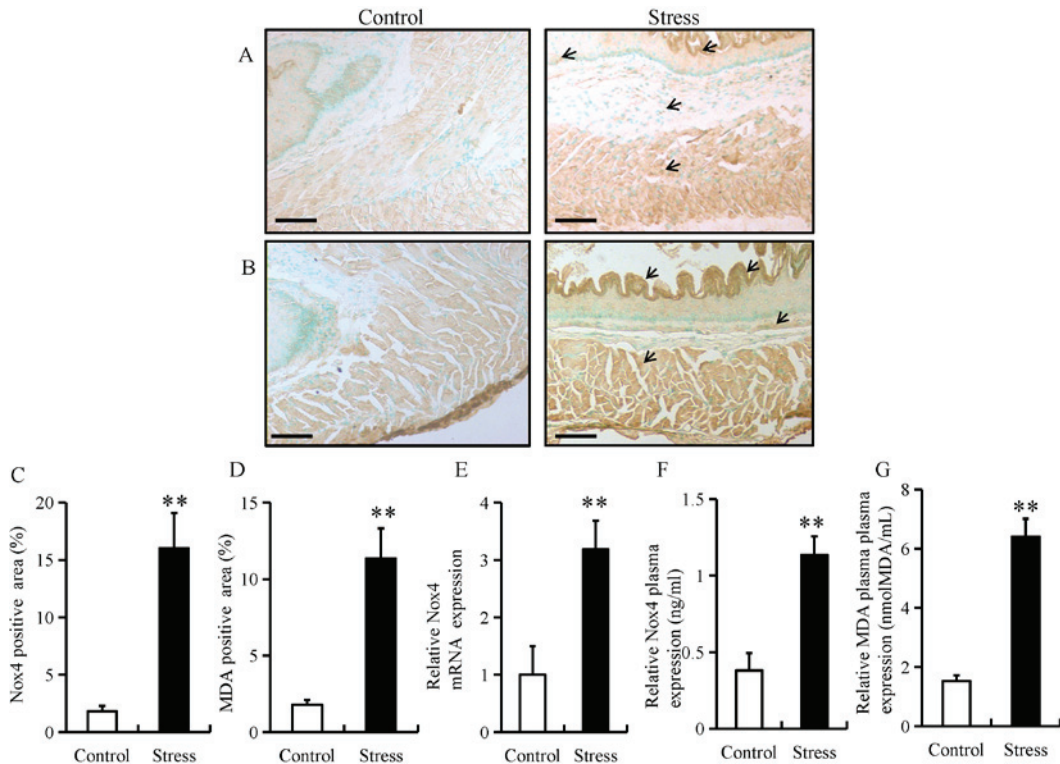 Control Stress
A
B
C
Nox4 positive area (%)
20
15
10
5
0
**
Control Stress
D
MDA positive area (%)
15
10
5
0
**
Control Stress
E
Relative Nox4
mRNA expression
4
3
2
1
0
**
Control Stress
F
Relative Nox4 plasma
expression (ng/ml)
1.5
1
0.5
0
**
Control Stress
G
Relative MDA plasma plasma
expression (nmolMDA/mL)
8
6
4
2
0
**
Control Stress